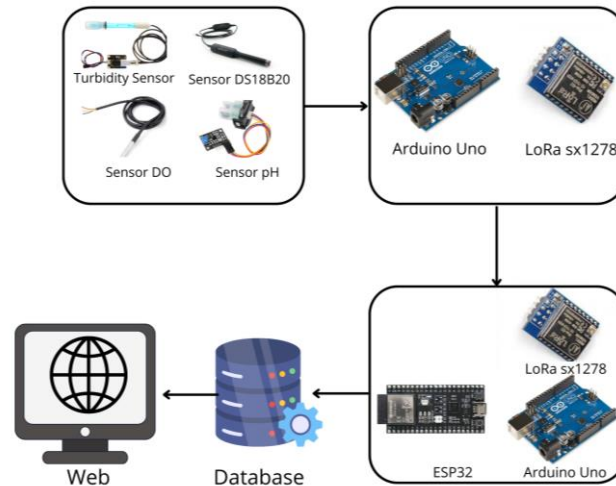 Turbidity Sensor
Sensor DS18B20
Sensor DO
Sensor pH
Arduino Uno
LoRa sx1278
LoRa sx1278
ESP32
Arduino Uno
Web
Database